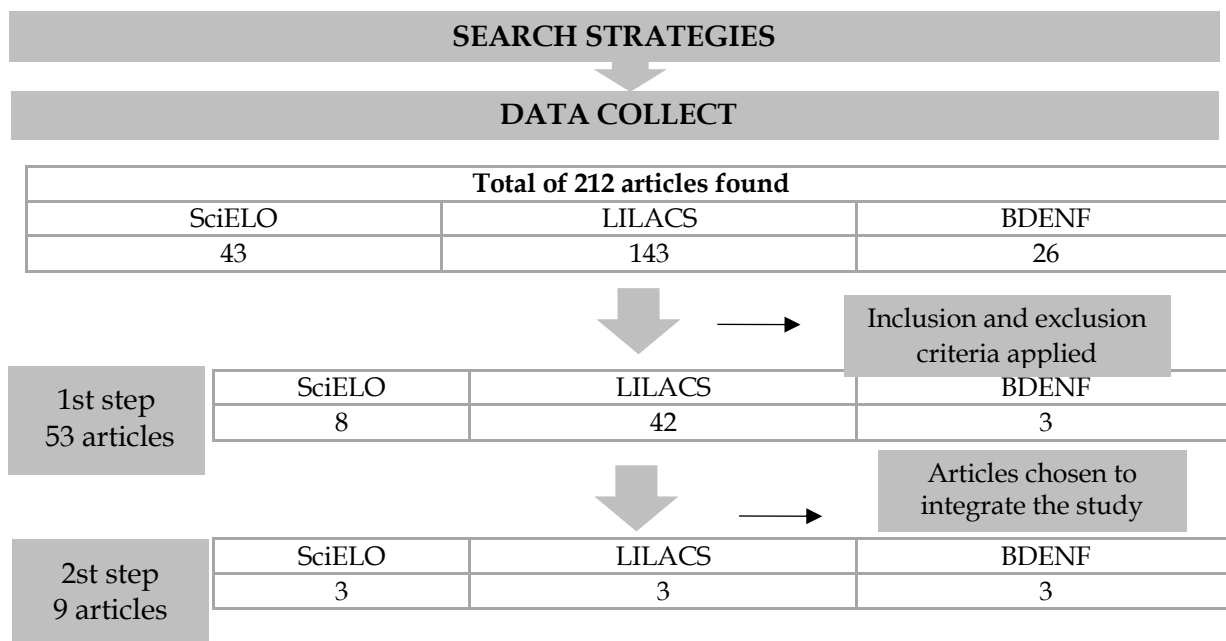 SEARCH STRATEGIES
DATA COLLECT
Total of 212 articles found
SciELO LILACS BDENF
43 143 26
Inclusion and exclusion
criteria applied
1st step
53 articles
SciELO LILACS BDENF
8 42 3
Articles chosen to
integrate the study
2st step
9 articles
SciELO LILACS BDENF
3 3 3